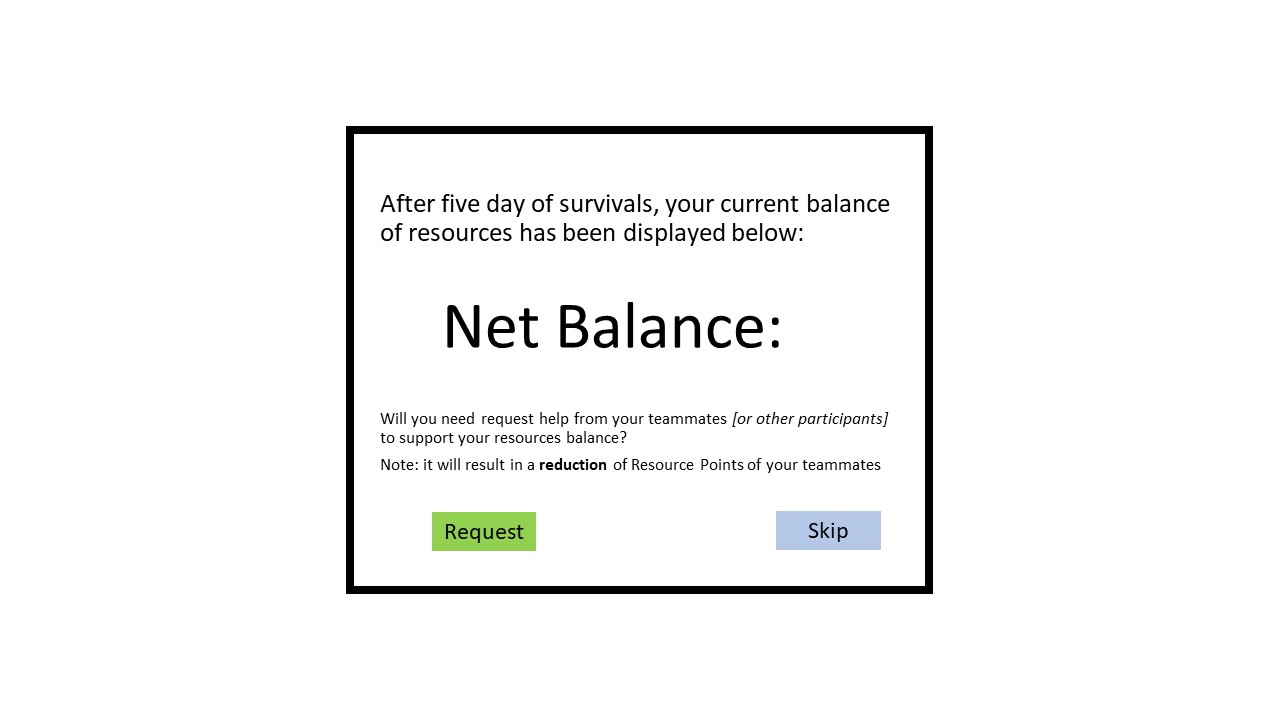 After five day of survivals, your current balance
of resources has been displayed below:
Net Balance:
Will you need request help from your teammates [or other participants]
to support your resources balance?
Note: it will result in a reduction of Resource Points of your teammates
Request
Skip